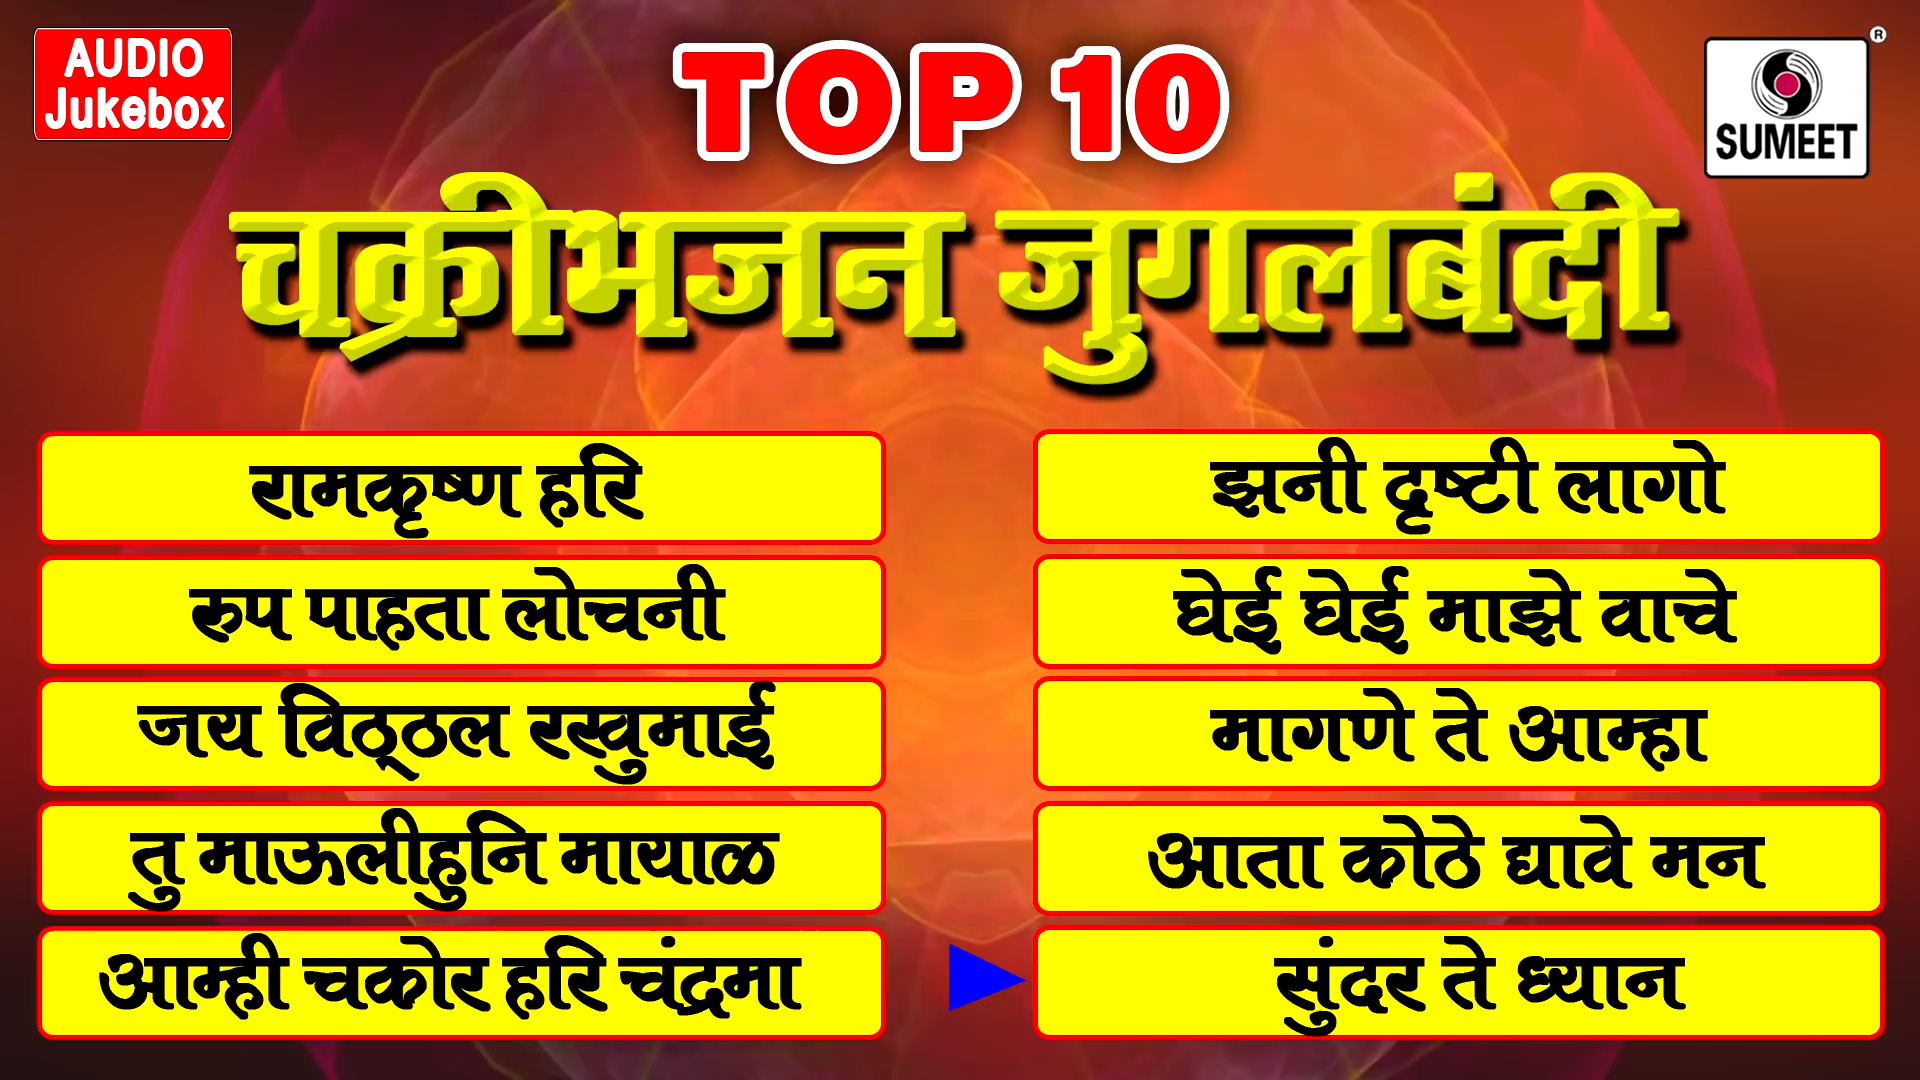 AUDIO
Jukebox
TOP 10
SUMEET
®
चक्रीभजन जुगलबंदी
रामकृष्ण हरि
रुप पाहता लोचनी
जय विठ्ठल रखुमाई
तु माऊलीहुनि मायाळ
आम्ही चकोर हरि चंद्रमा
झनी दृष्टी लागो
घेई घेई माझे वाचे
मागणे ते आम्हा
आता कोठे द्यावे मन
सुंदर ते ध्यान